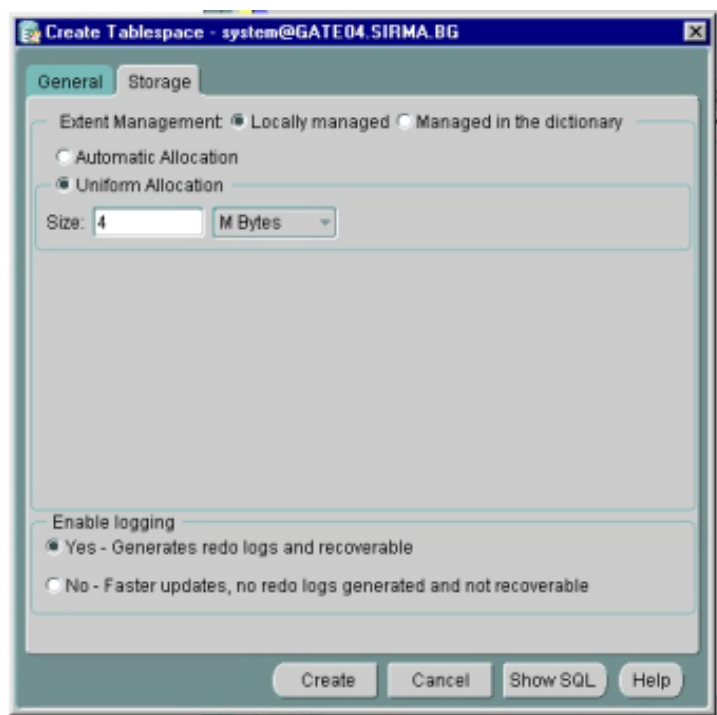 Create Tablespace - system@GATE04.SIRMA.BG
General Storage
Extent Management: Locally managed Managed in the dictionary
Automatic Allocation
Uniform Allocation
Size: 4 M Bytes
Enable logging
Yes - Generates redo logs and recoverable
No - Faster updates, no redo logs generated and not recoverable
Create Cancel Show SQL Help